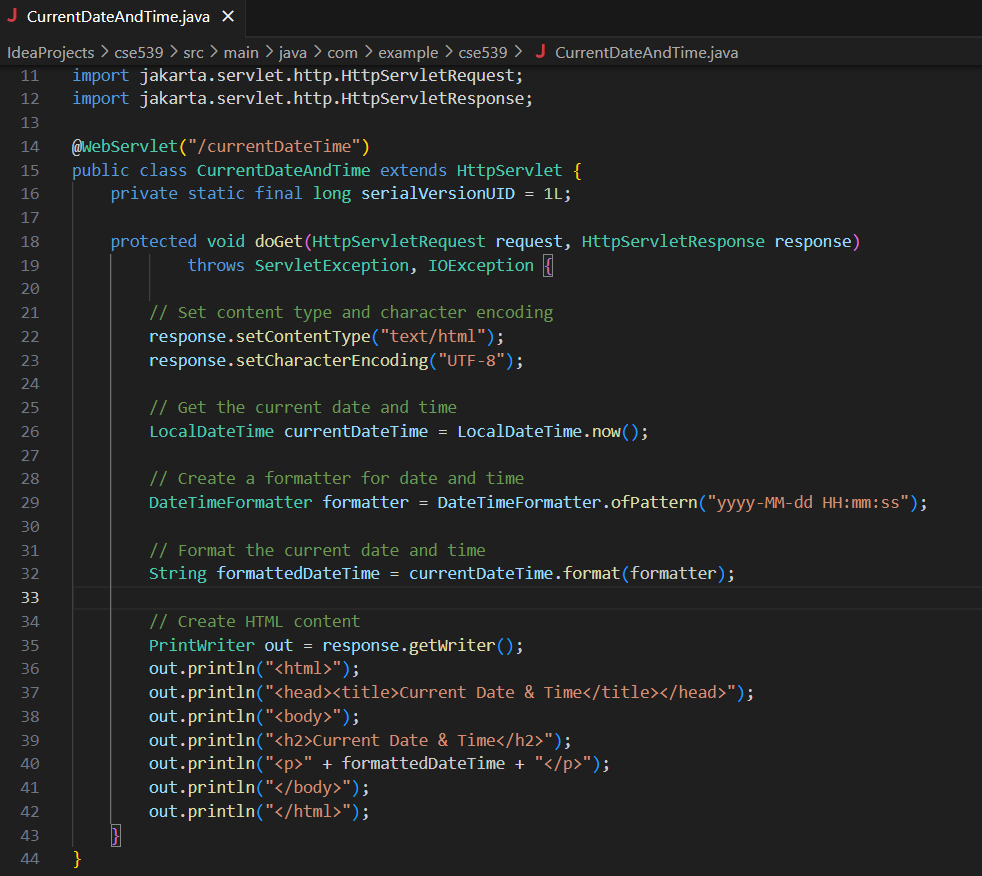 J CurrentDateAndTime.java ×
IdeaProjects > cse539 > src > main > java > com > example > cse539 > J CurrentDateAndTime.java
11 import jakarta.servlet.http.HttpServletRequest;
12 import jakarta.servlet.http.HttpServletResponse;
13
14 @WebServlet("/currentDateTime")
15 public class CurrentDateAndTime extends HttpServlet {
16     private static final long serialVersionUID = 1L;
17
18     protected void doGet(HttpServletRequest request, HttpServletResponse response)
19             throws ServletException, IOException {
20
21         // Set content type and character encoding
22         response.setContentType("text/html");
23         response.setCharacterEncoding("UTF-8");
24
25         // Get the current date and time
26         LocalDateTime currentDateTime = LocalDateTime.now();
27
28         // Create a formatter for date and time
29         DateTimeFormatter formatter = DateTimeFormatter.ofPattern("yyyy-MM-dd HH:mm:ss");
30
31         // Format the current date and time
32         String formattedDateTime = currentDateTime.format(formatter);
33
34         // Create HTML content
35         PrintWriter out = response.getWriter();
36         out.println("<html>");
37         out.println("<head><title>Current Date & Time</title></head>");
38         out.println("<body>");
39         out.println("<h2>Current Date & Time</h2>");
40         out.println("<p>" + formattedDateTime + "</p>");
41         out.println("</body>");
42         out.println("</html>");
43     }
44 }